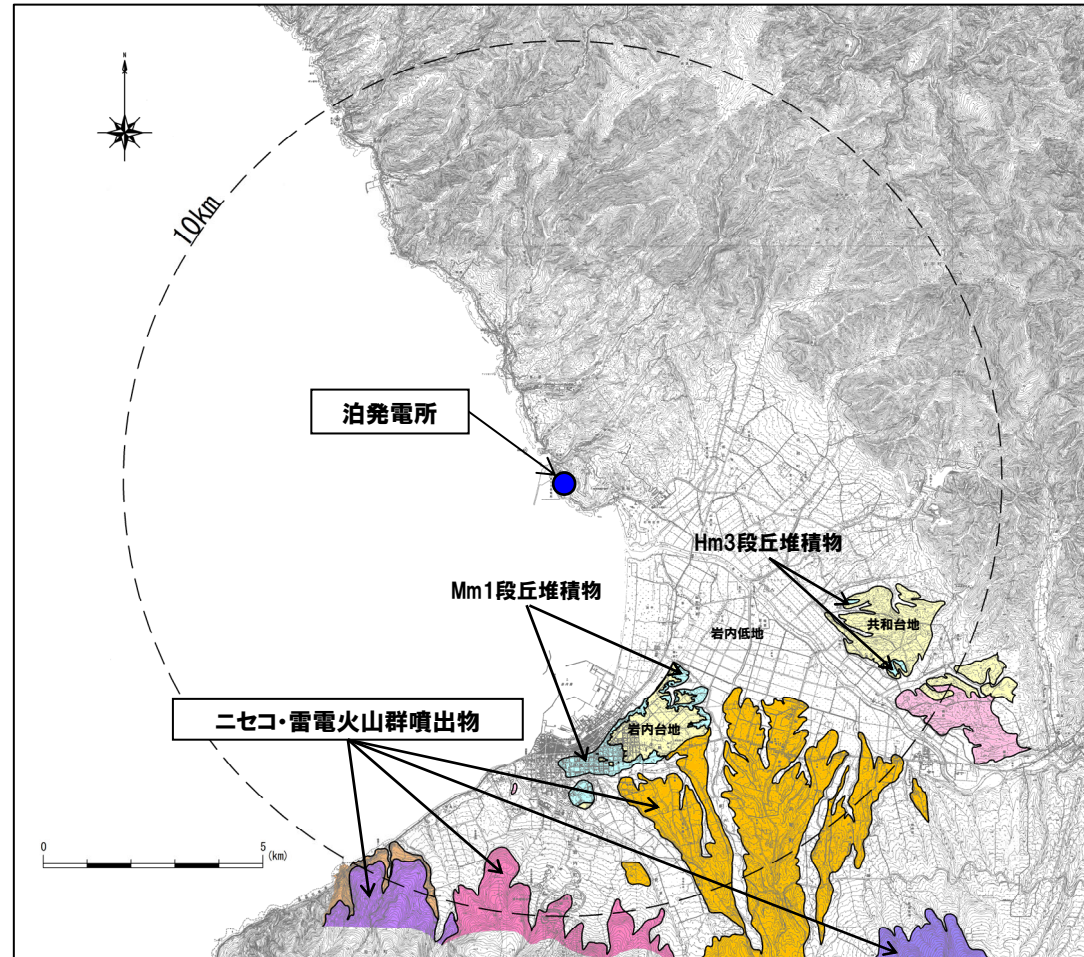 N
10km
泊発電所
Hm3段丘堆積物
Mm1段丘堆積物
共和台地
岩内低地
ニセコ・雷電火山群噴出物
岩内台地
0
5
(km)